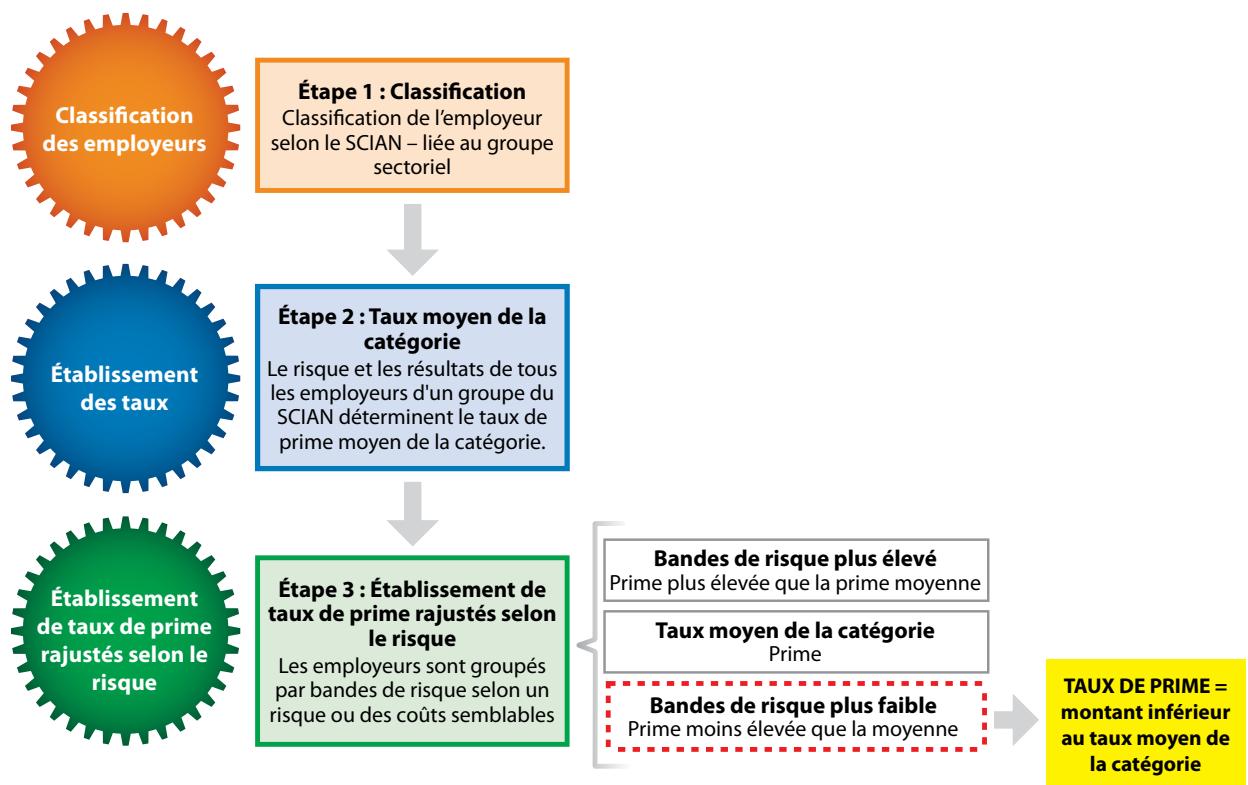 Classification
des employeurs
Étape 1 : Classification
Classification de l’employeur
selon le SCIAN – liée au groupe
sectoriel
Établissement
des taux
Étape 2 : Taux moyen de la
catégorie
Le risque et les résultats de tous
les employeurs d'un groupe du
SCIAN déterminent le taux de
prime moyen de la catégorie.
Établissement
de taux de prime
rajustés selon le
risque
Étape 3 : Établissement de
taux de prime rajustés selon
le risque
Les employeurs sont groupés
par bandes de risque selon un
risque ou des coûts semblables
Bandes de risque plus élevé
Prime plus élevée que la prime moyenne
Taux moyen de la catégorie
Prime
Bandes de risque plus faible
Prime moins élevée que la moyenne
TAUX DE PRIME =
montant inférieur
au taux moyen de
la catégorie